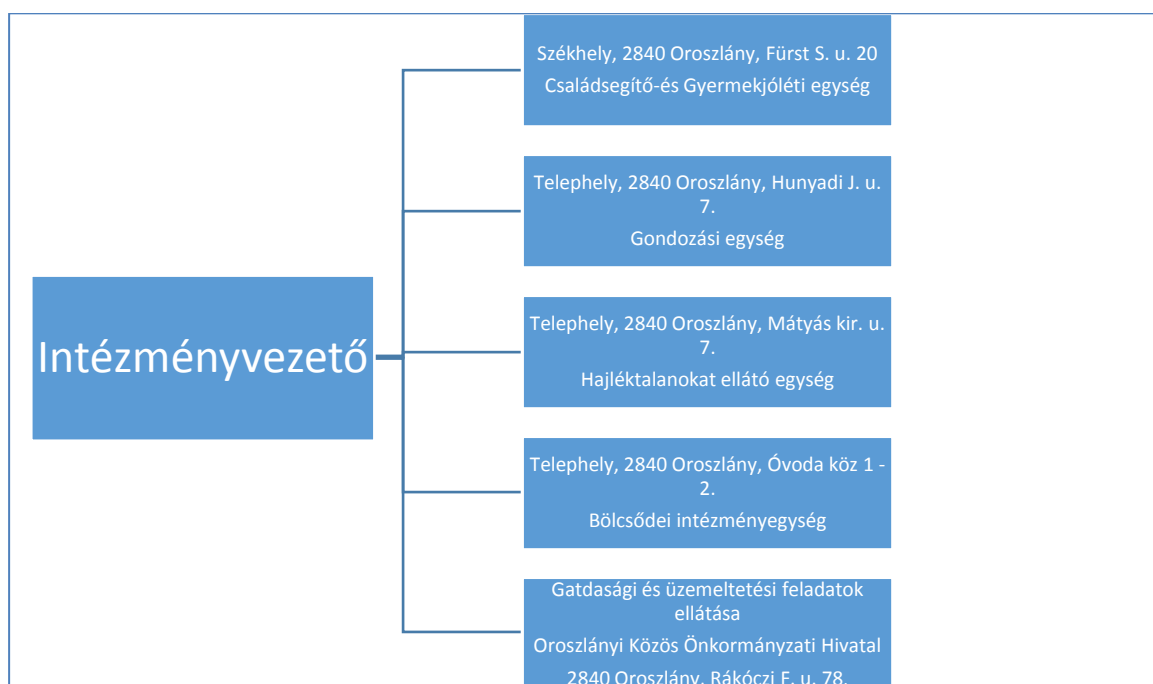 Intézményvezető
Székhely, 2840 Oroszlány, Fürst S. u. 20
Családsegítő-és Gyermekjóléti egység
Telephely, 2840 Oroszlány, Hunyadi J. u.
7.
Gondozási egység
Telephely, 2840 Oroszlány, Mátyás kir. u.
7.
Hajléktalanokat ellátó egység
Telephely, 2840 Oroszlány, Óvoda köz 1 -
2.
Bölcsődei intézményegység
Gatdasági és üzemeltetési feladatok
ellátása
Oroszlányi Közös Önkormányzati Hivatal
2840 Oroszlány, Rákóczi F. u. 78.